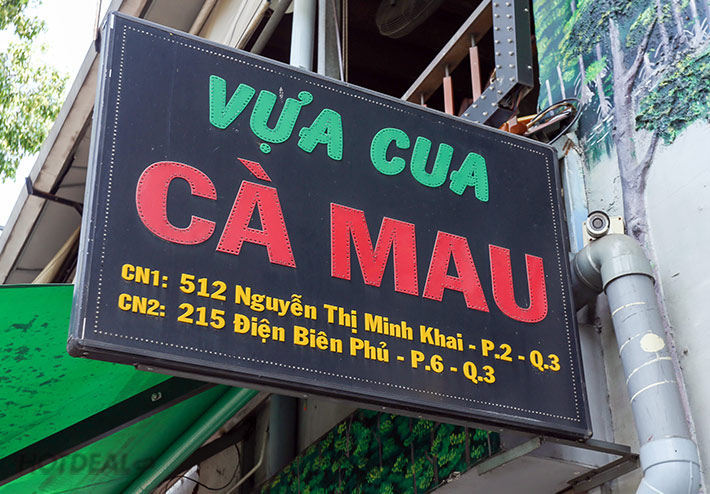 VỰA CUA
CÀ MAU
CN1: 512 Nguyễn Thị Minh Khai - P.2 - Q.3
CN2: 215 Điện Biên Phủ - P.6 - Q.3
HOTDEAL